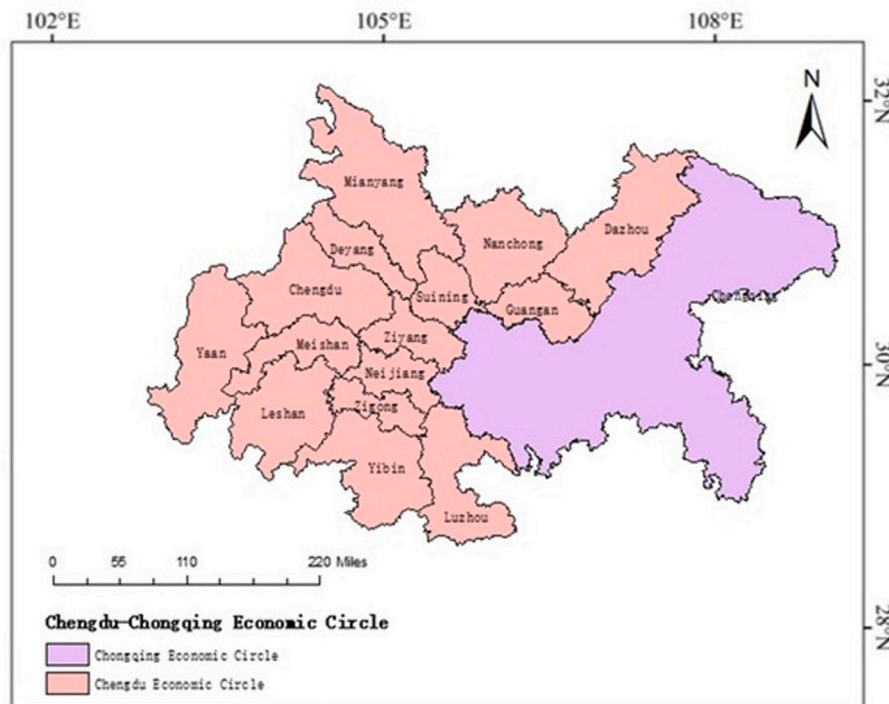 102°E 105°E 108°E
N
32°N
Mianyang
Dazhou
Nanchong
Deyang
Chengdu
Suining
Chongqing
Guangan
Ziyang
Meishan
Yaan
30°N
Neijiang
Zigong
Leshan
Yibin
Luzhou
0 55 110 220 Miles
Chengdu-Chongqing Economic Circle
28°N
Chongqing Economic Circle
Chengdu Economic Circle